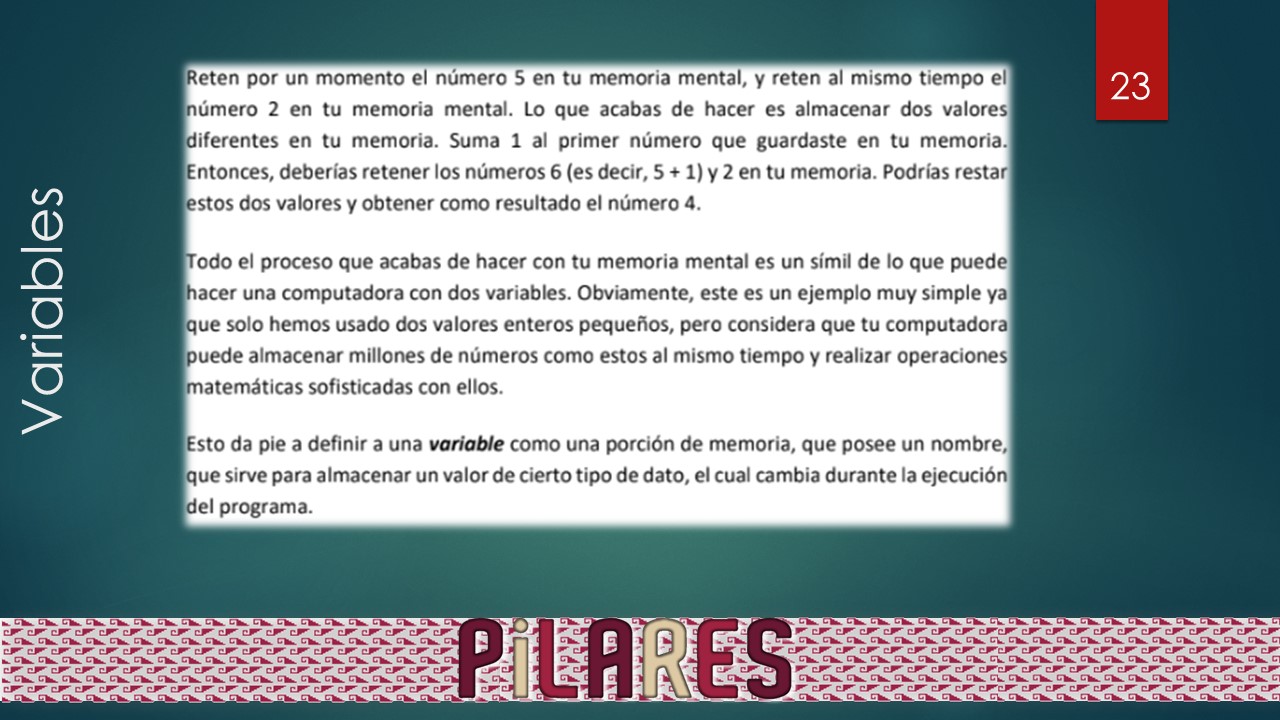 23
Variables
Reten por un momento el número 5 en tu memoria mental, y reten al mismo tiempo el
número 2 en tu memoria mental. Lo que acabas de hacer es almacenar dos valores
diferentes en tu memoria. Suma 1 al primer número que guardaste en tu memoria.
Entonces, deberías retener los números 6 (es decir, 5 + 1) y 2 en tu memoria. Podrías restar
estos dos valores y obtener como resultado el número 4.
Todo el proceso que acabas de hacer con tu memoria mental es un símil de lo que puede
hacer una computadora con dos variables. Obviamente, este es un ejemplo muy simple ya
que solo hemos usado dos valores enteros pequeños, pero considera que tu computadora
puede almacenar millones de números como estos al mismo tiempo y realizar operaciones
matemáticas sofisticadas con ellos.
Esto da pie a definir a una variable como una porción de memoria, que posee un nombre,
que sirve para almacenar un valor de cierto tipo de dato, el cual cambia durante la ejecución
del programa.
PiLARES